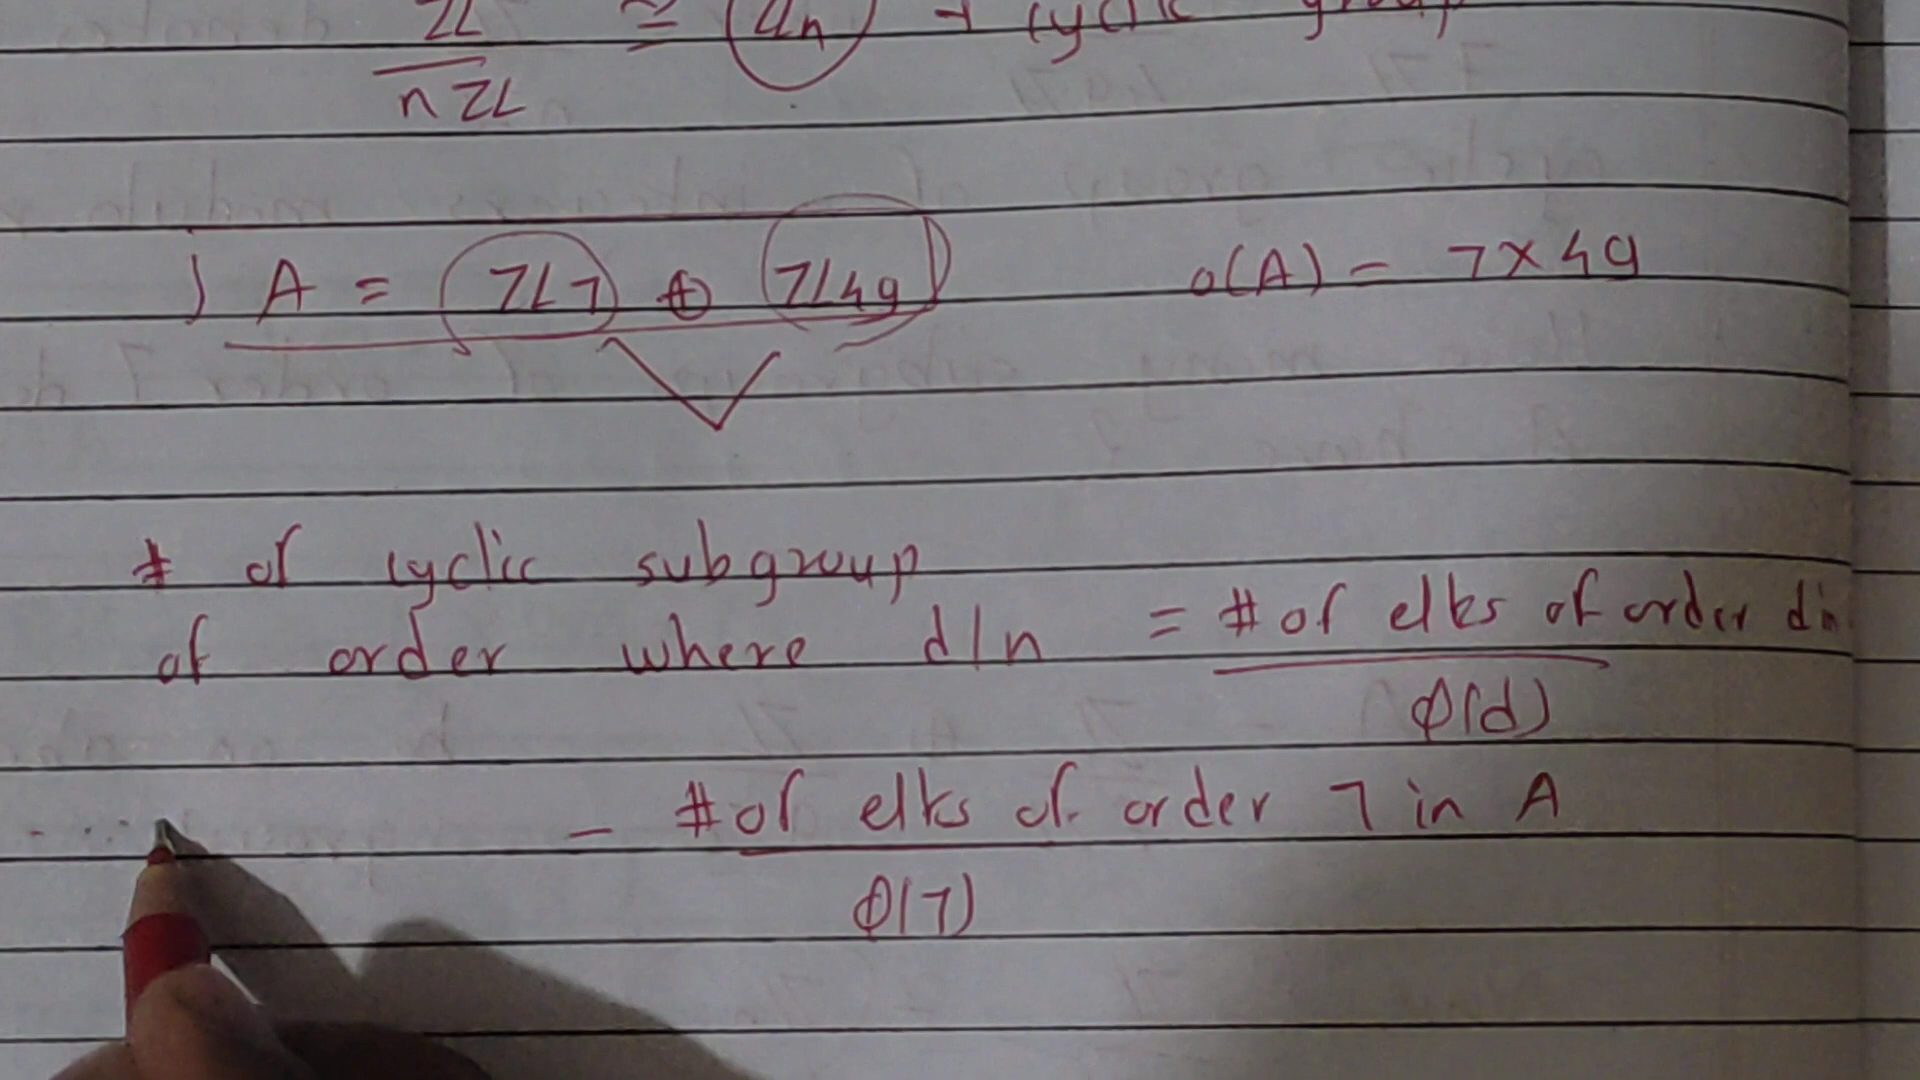 ℤ/nℤ ≅ ℤn → cyclic group
) A = ℤ7 ⊕ ℤ49 o(A) = 7×49
# of cyclic subgroup
of order where d/n = # of elts of order d in
φ(d)
= # of elts of order 7 in A
φ(7)